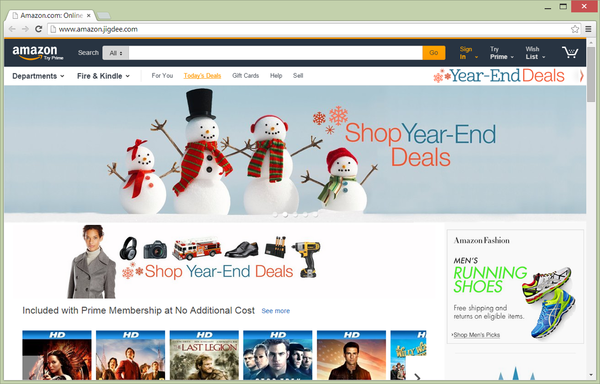 Amazon.com: Online
www.amazon.jigdee.com
amazon
Try Prime
Search
All
Go
Sign
In
Try
Prime
Wish
List
Departments
Fire & Kindle
For You
Today's Deals
Gift Cards
Help
Sell
Year-End Deals
Shop Year-End
Deals
Shop Year-End Deals
Amazon Fashion
MEN'S
RUNNING
SHOES
Free shipping and
returns on eligible items.
›Shop Men's Picks
Included with Prime Membership at No Additional Cost
See more
HD
HD
HD
HD
HD
LAST LEGION